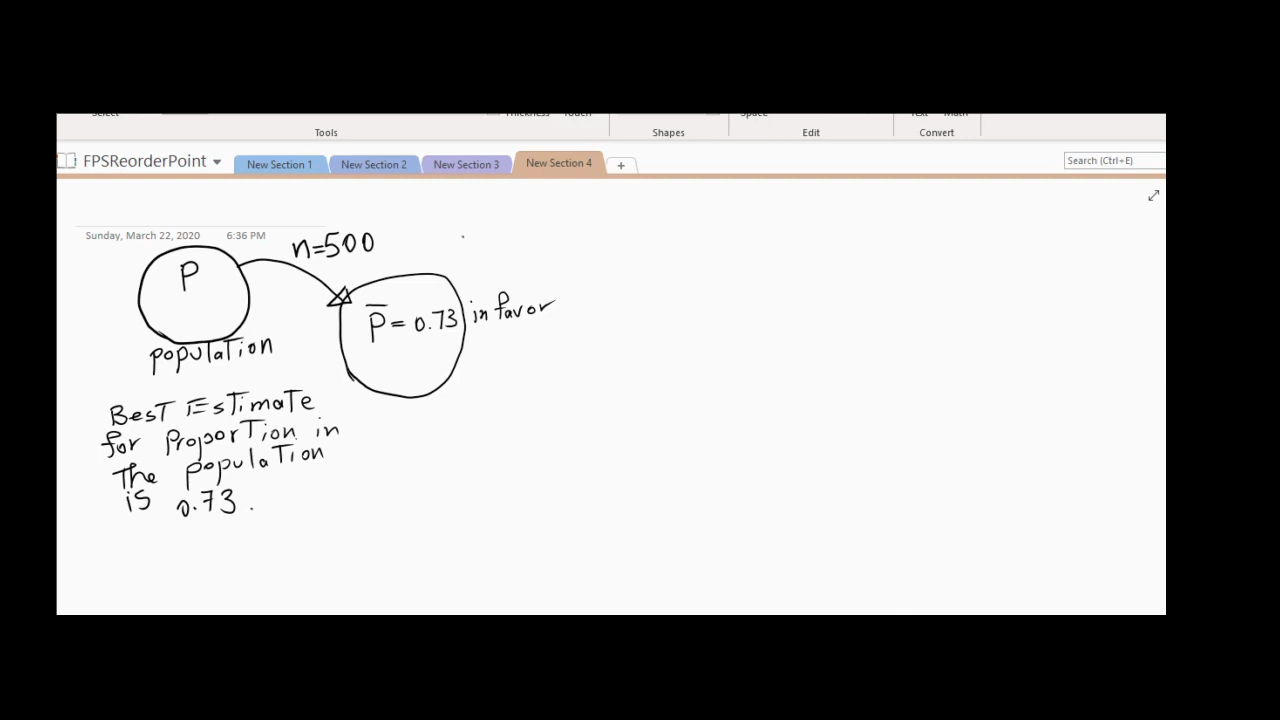 Tools
Shapes
Edit
Convert
FPSReorderPoint
New Section 1
New Section 2
New Section 3
New Section 4
+
Search (Ctrl+E)
Sunday, March 22, 2020 6:36 PM
n=500
P
P̅ = 0.73 in favor
population
BesT EsTimaTe
for ProporTion in
The populaTion
is 0.73.